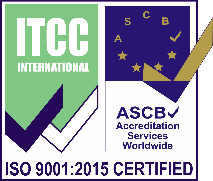 ITCC
INTERNATIONAL
A S C B
ASCB
Accreditation
Services
Worldwide
ISO 9001:2015 CERTIFIED